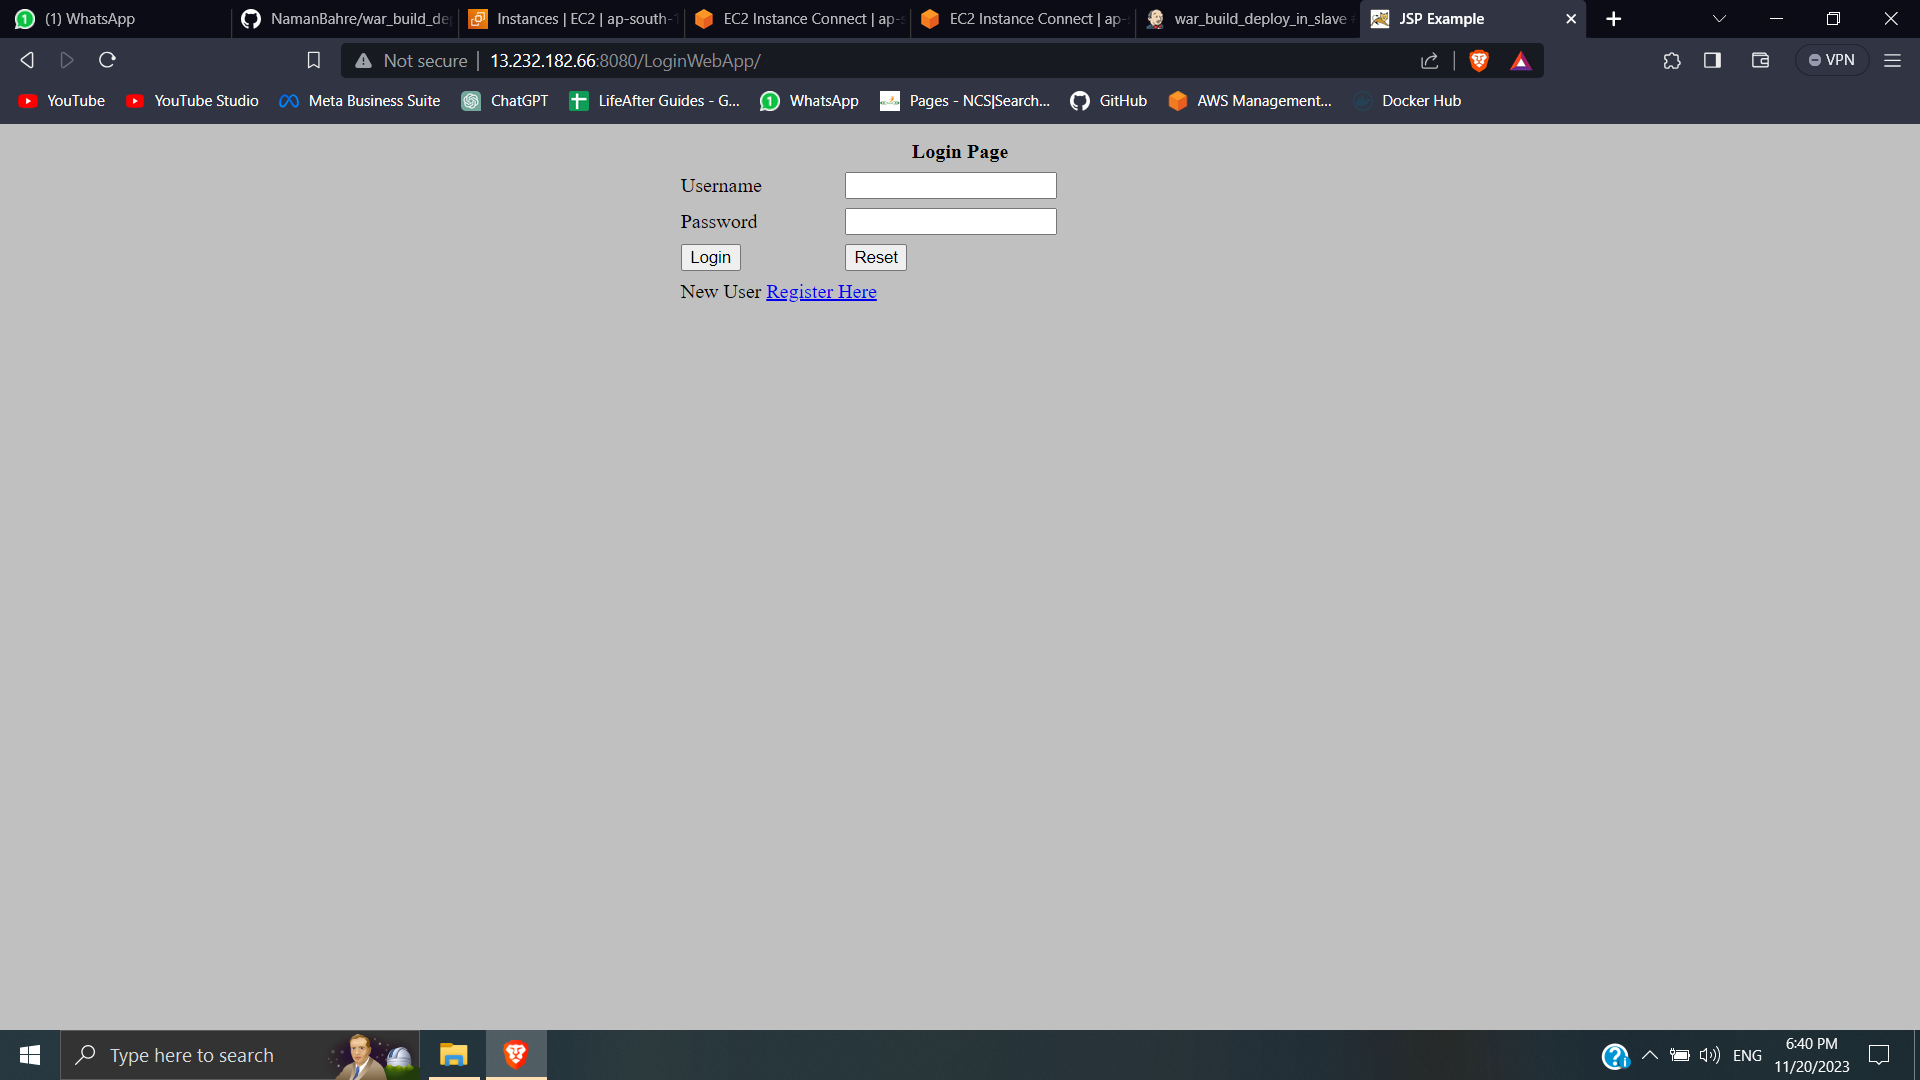 (1) WhatsApp
NamanBahre/war_build_de
Instances | EC2 | ap-south-1
EC2 Instance Connect | ap-s
EC2 Instance Connect | ap-s
war_build_deploy_in_slave
JSP Example
Not secure
13.232.182.66:8080/LoginWebApp/
VPN
YouTube
YouTube Studio
Meta Business Suite
ChatGPT
LifeAfter Guides - G...
WhatsApp
Pages - NCS|Search...
GitHub
AWS Management...
Docker Hub
Login Page
Username
Password
Login
Reset
New User Register Here
Type here to search
ENG
6:40 PM
11/20/2023